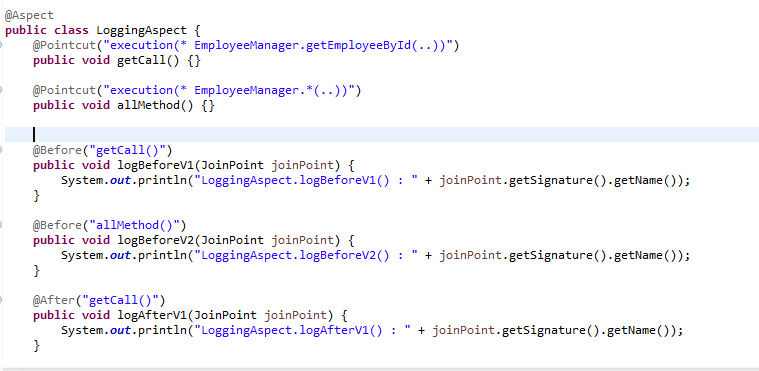 @Aspect
public class LoggingAspect {
    @Pointcut("execution(* EmployeeManager.getEmployeeById(..))")
    public void getCall() {}

    @Pointcut("execution(* EmployeeManager.*(..))")
    public void allMethod() {}

    @Before("getCall()")
    public void logBeforeV1(JoinPoint joinPoint) {
        System.out.println("LoggingAspect.logBeforeV1() : " + joinPoint.getSignature().getName());
    }

    @Before("allMethod()")
    public void logBeforeV2(JoinPoint joinPoint) {
        System.out.println("LoggingAspect.logBeforeV2() : " + joinPoint.getSignature().getName());
    }

    @After("getCall()")
    public void logAfterV1(JoinPoint joinPoint) {
        System.out.println("LoggingAspect.logAfterV1() : " + joinPoint.getSignature().getName());
    }